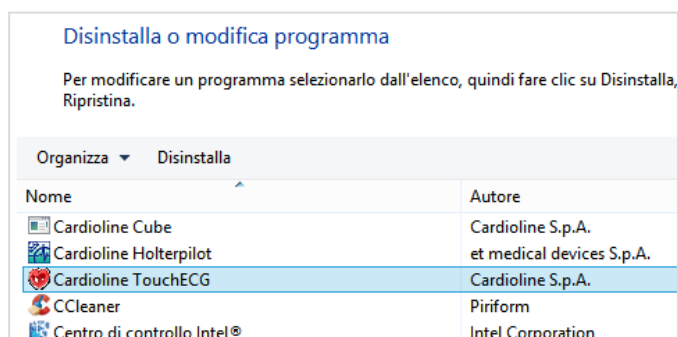 Disinstalla o modifica programma
Per modificare un programma selezionarlo dall'elenco, quindi fare clic su Disinstalla,
Ripristina.
Organizza Disinstalla
Nome Autore
Cardioline Cube Cardioline S.p.A.
Cardioline Holterpilot et medical devices S.p.A.
Cardioline TouchECG Cardioline S.p.A.
CCleaner Piriform
Centro di controllo Intel® Intel Corporation